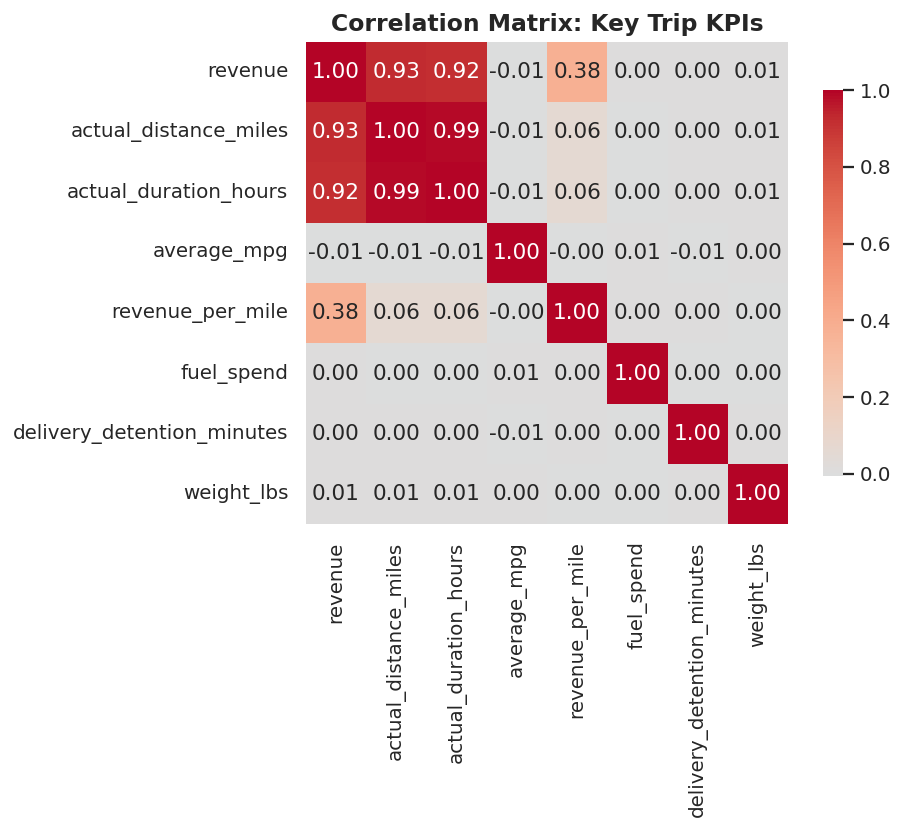 Correlation Matrix: Key Trip KPIs
revenue 1.00 0.93 0.92 -0.01 0.38 0.00 0.00 0.01
actual_distance_miles 0.93 1.00 0.99 -0.01 0.06 0.00 0.00 0.01
actual_duration_hours 0.92 0.99 1.00 -0.01 0.06 0.00 0.00 0.01
average_mpg -0.01 -0.01 -0.01 1.00 -0.00 0.01 -0.01 0.00
revenue_per_mile 0.38 0.06 0.06 -0.00 1.00 0.00 0.00 0.00
fuel_spend 0.00 0.00 0.00 0.01 0.00 1.00 0.00 0.00
delivery_detention_minutes 0.00 0.00 0.00 -0.01 0.00 0.00 1.00 0.00
weight_lbs 0.01 0.01 0.01 0.00 0.00 0.00 0.00 1.00
revenue
actual_distance_miles
actual_duration_hours
average_mpg
revenue_per_mile
fuel_spend
delivery_detention_minutes
weight_lbs
1.0
0.8
0.6
0.4
0.2
0.0